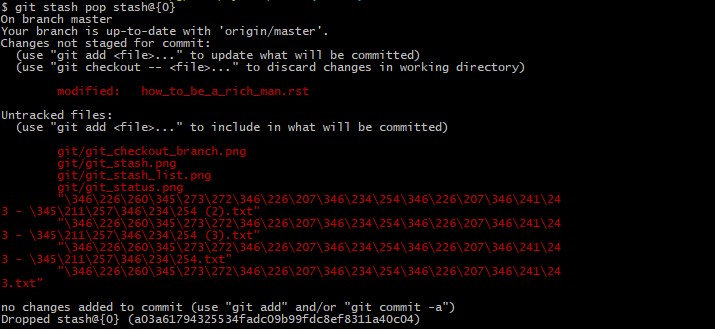 $ git stash pop stash@{0}
On branch master
Your branch is up-to-date with 'origin/master'.
Changes not staged for commit:
  (use "git add <file>..." to update what will be committed)
  (use "git checkout -- <file>..." to discard changes in working directory)
        modified:   how_to_be_a_rich_man.rst
Untracked files:
  (use "git add <file>..." to include in what will be committed)
        git/git_checkout_branch.png
        git/git_stash.png
        git/git_stash_list.png
        git/git_status.png
        "\346\226\260\345\273\272\346\226\207\346\234\254\346\226\207\346\241\24
3 - \345\211\257\346\234\254 (2).txt"
        "\346\226\260\345\273\272\346\226\207\346\234\254\346\226\207\346\241\24
3 - \345\211\257\346\234\254 (3).txt"
        "\346\226\260\345\273\272\346\226\207\346\234\254\346\226\207\346\241\24
3 - \345\211\257\346\234\254.txt"
        "\346\226\260\345\273\272\346\226\207\346\234\254\346\226\207\346\241\24
3.txt"
no changes added to commit (use "git add" and/or "git commit -a")
Dropped stash@{0} (a03a61794325534fadc09b99fdc8ef8311a40c04)